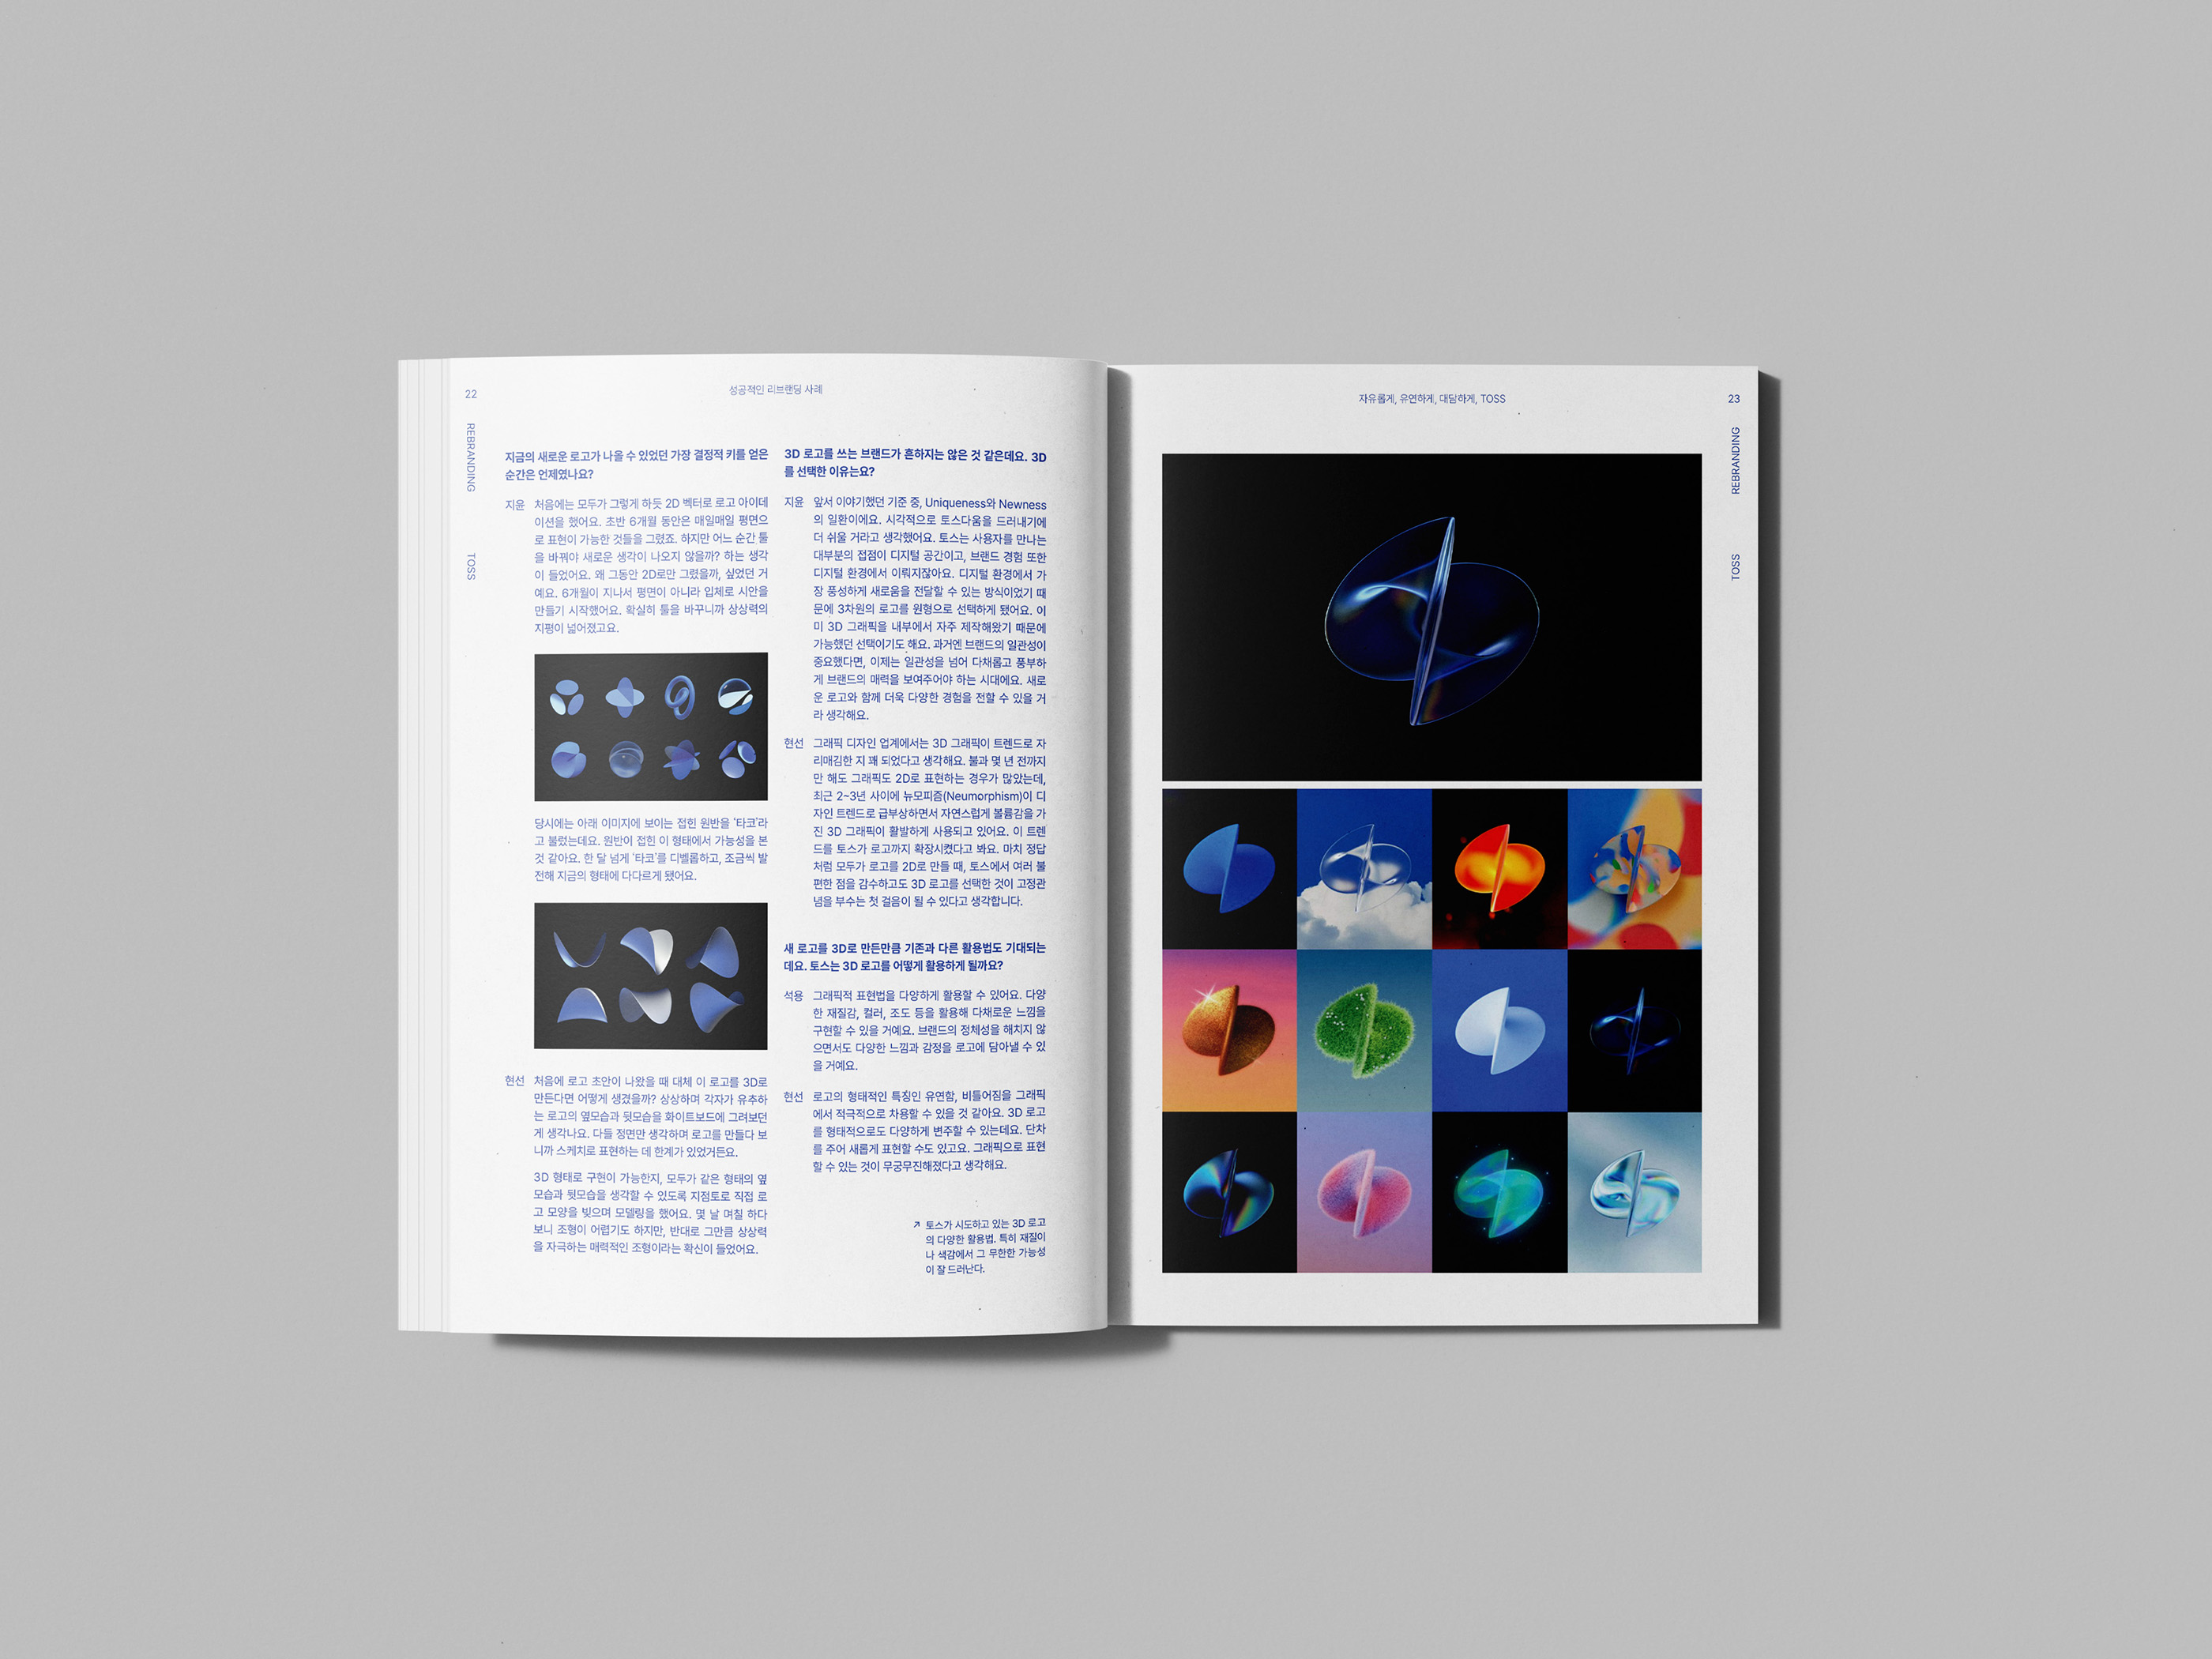 22
성공적인 리브랜딩 사례
REBRANDING
TOSS
지금의 새로운 로고가 나올 수 있었던 가장 결정적 키를 얻은
순간은 언제였나요?
지윤 처음에는 모두가 그렇게 하듯 2D 벡터로 로고 아이데
이션을 했어요. 초반 6개월 동안은 매일매일 평면으
로 표현이 가능한 것들을 그렸죠. 하지만 어느 순간 툴
을 바꿔야 새로운 생각이 나오지 않을까? 하는 생각
이 들었어요. 왜 그동안 2D로만 그렸을까, 싶었던 거
예요. 6개월이 지나서 평면이 아니라 입체로 시안을
만들기 시작했어요. 확실히 툴을 바꾸니까 상상력의
지평이 넓어졌고요.
당시에는 아래 이미지에 보이는 접힌 원반을 ‘타코’라
고 불렀는데요. 원반이 접힌 이 형태에서 가능성을 본
것 같아요. 한 달 넘게 ‘타코’를 디벨롭하고, 조금씩 발
전해 지금의 형태에 다다르게 됐어요.
현선 처음에 로고 초안이 나왔을 때 대체 이 로고를 3D로
만든다면 어떻게 생겼을까? 상상하며 각자가 유추하
는 로고의 옆모습과 뒷모습을 화이트보드에 그려보던
게 생각나요. 다들 정면만 생각하며 로고를 만들다 보
니까 스케치로 표현하는 데 한계가 있었거든요.
3D 형태로 구현이 가능한지, 모두가 같은 형태의 옆
모습과 뒷모습을 생각할 수 있도록 지점토로 직접 로
고 모양을 빚으며 모델링을 했어요. 몇 날 며칠 하다
보니 조형이 어렵기도 하지만, 반대로 그만큼 상상력
을 자극하는 매력적인 조형이라는 확신이 들었어요.
3D 로고를 쓰는 브랜드가 흔하지는 않은 것 같은데요. 3D
를 선택한 이유는요?
지윤 앞서 이야기했던 기준 중, Uniqueness와 Newness
의 일환이에요. 시각적으로 토스다움을 드러내기에
더 쉬울 거라고 생각했어요. 토스는 사용자를 만나는
대부분의 접점이 디지털 공간이고, 브랜드 경험 또한
디지털 환경에서 이뤄지잖아요. 디지털 환경에서 가
장 풍성하게 새로움을 전달할 수 있는 방식이었기 때
문에 3차원의 로고를 원형으로 선택하게 됐어요. 이
미 3D 그래픽을 내부에서 자주 제작해왔기 때문에
가능했던 선택이기도 해요. 과거엔 브랜드의 일관성이
중요했다면, 이제는 일관성을 넘어 다채롭고 풍부하
게 브랜드의 매력을 보여주어야 하는 시대에요. 새로
운 로고와 함께 더욱 다양한 경험을 전할 수 있을 거
라 생각해요.
현선 그래픽 디자인 업계에서는 3D 그래픽이 트렌드로 자
리매김한 지 꽤 되었다고 생각해요. 불과 몇 년 전까지
만 해도 그래픽도 2D로 표현하는 경우가 많았는데,
최근 2~3년 사이에 뉴모피즘(Neumorphism)이 디
자인 트렌드로 급부상하면서 자연스럽게 볼륨감을 가
진 3D 그래픽이 활발하게 사용되고 있어요. 이 트렌
드를 토스가 로고까지 확장시켰다고 봐요. 마치 정답
처럼 모두가 로고를 2D로 만들 때, 토스에서 여러 불
편한 점을 감수하고도 3D 로고를 선택한 것이 고정관
념을 부수는 첫 걸음이 될 수 있다고 생각합니다.
새 로고를 3D로 만든만큼 기존과 다른 활용법도 기대되는
데요. 토스는 3D 로고를 어떻게 활용하게 될까요?
석용 그래픽적 표현법을 다양하게 활용할 수 있어요. 다양
한 재질감, 컬러, 조도 등을 활용해 다채로운 느낌을
구현할 수 있을 거예요. 브랜드의 정체성을 해치지 않
으면서도 다양한 느낌과 감정을 로고에 담아낼 수 있
을 거예요.
현선 로고의 형태적인 특징인 유연함, 비틀어짐을 그래픽
에서 적극적으로 차용할 수 있을 것 같아요. 3D 로고
를 형태적으로도 다양하게 변주할 수 있는데요. 단차
를 주어 새롭게 표현할 수도 있고요. 그래픽으로 표현
할 수 있는 것이 무궁무진해졌다고 생각해요.
↗ 토스가 시도하고 있는 3D 로고
의 다양한 활용법. 특히 재질이
나 색감에서 그 무한한 가능성
이 잘 드러난다.
자유롭게, 유연하게, 대담하게, TOSS
23
REBRANDING
TOSS